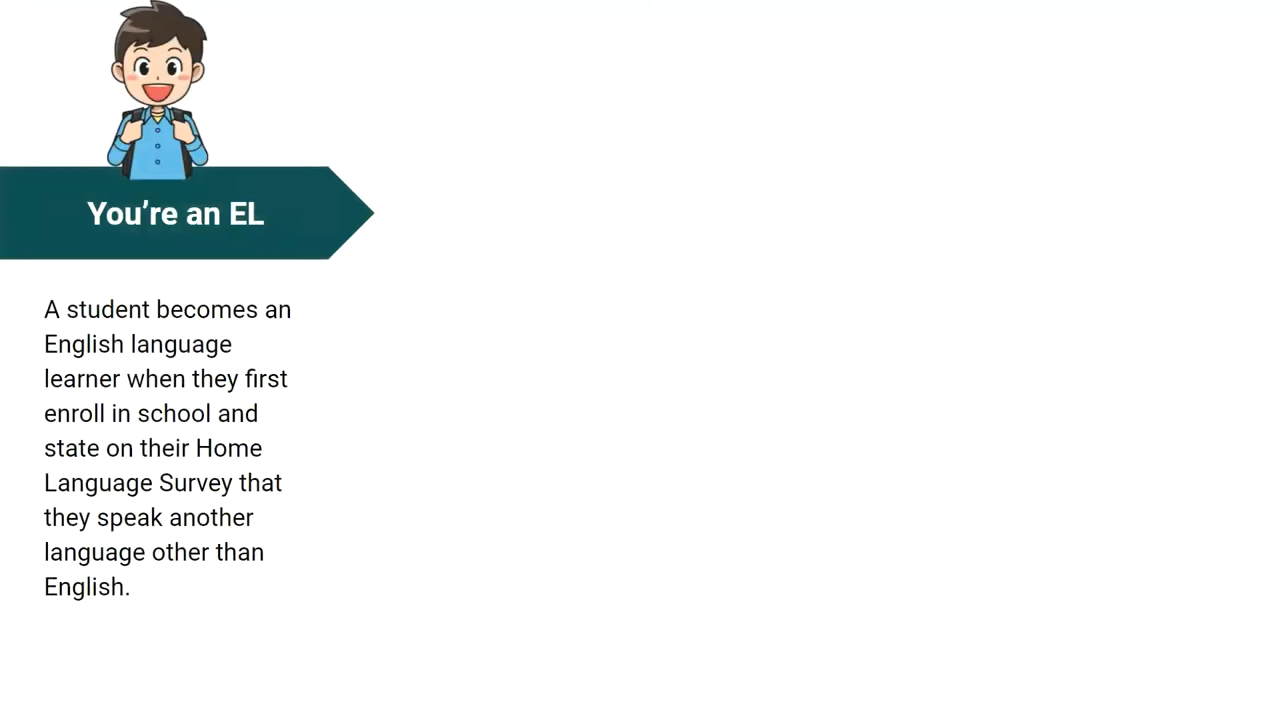 You’re an EL
A student becomes an
English language
learner when they first
enroll in school and
state on their Home
Language Survey that
they speak another
language other than
English.